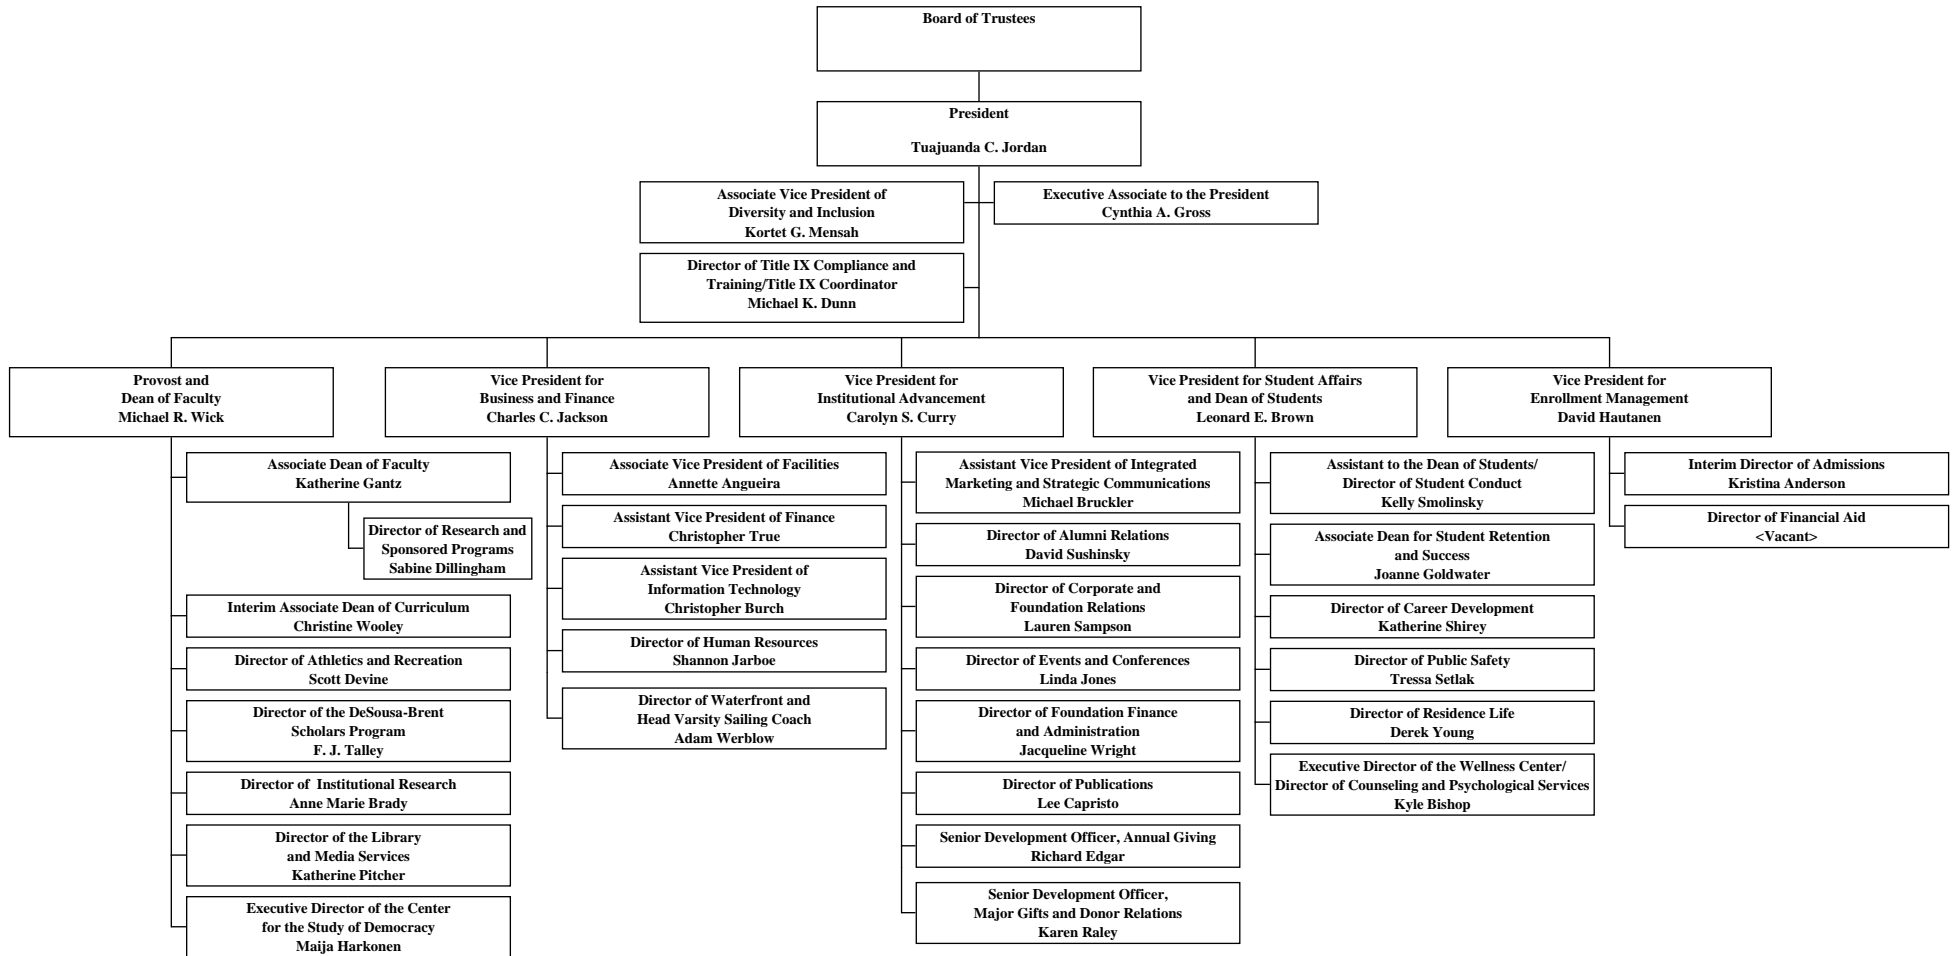 Board of Trustees
President
Tuajuanda C. Jordan
Associate Vice President of
Diversity and Inclusion
Kortet G. Mensah
Executive Associate to the President
Cynthia A. Gross
Director of Title IX Compliance and
Training/Title IX Coordinator
Michael K. Dunn
Provost and
Dean of Faculty
Michael R. Wick
Associate Dean of Faculty
Katherine Gantz
Director of Research and
Sponsored Programs
Sabine Dillingham
Interim Associate Dean of Curriculum
Christine Wooley
Director of Athletics and Recreation
Scott Devine
Director of the DeSousa-Brent
Scholars Program
F. J. Talley
Director of  Institutional Research
Anne Marie Brady
Director of the Library
and Media Services
Katherine Pitcher
Executive Director of the Center
for the Study of Democracy
Maija Harkonen
Vice President for
Business and Finance
Charles C. Jackson
Associate Vice President of Facilities
Annette Angueira
Assistant Vice President of Finance
Christopher True
Assistant Vice President of
Information Technology
Christopher Burch
Director of Human Resources
Shannon Jarboe
Director of Waterfront and
Head Varsity Sailing Coach
Adam Werblow
Vice President for
Institutional Advancement
Carolyn S. Curry
Assistant Vice President of Integrated
Marketing and Strategic Communications
Michael Bruckler
Director of Alumni Relations
David Sushinsky
Director of Corporate and
Foundation Relations
Lauren Sampson
Director of Events and Conferences
Linda Jones
Director of Foundation Finance
and Administration
Jacqueline Wright
Director of Publications
Lee Capristo
Senior Development Officer, Annual Giving
Richard Edgar
Senior Development Officer,
Major Gifts and Donor Relations
Karen Raley
Vice President for Student Affairs
and Dean of Students
Leonard E. Brown
Assistant to the Dean of Students/
Director of Student Conduct
Kelly Smolinsky
Associate Dean for Student Retention
and Success
Joanne Goldwater
Director of Career Development
Katherine Shirey
Director of Public Safety
Tressa Setlak
Director of Residence Life
Derek Young
Executive Director of the Wellness Center/
Director of Counseling and Psychological Services
Kyle Bishop
Vice President for
Enrollment Management
David Hautanen
Interim Director of Admissions
Kristina Anderson
Director of Financial Aid
<Vacant>